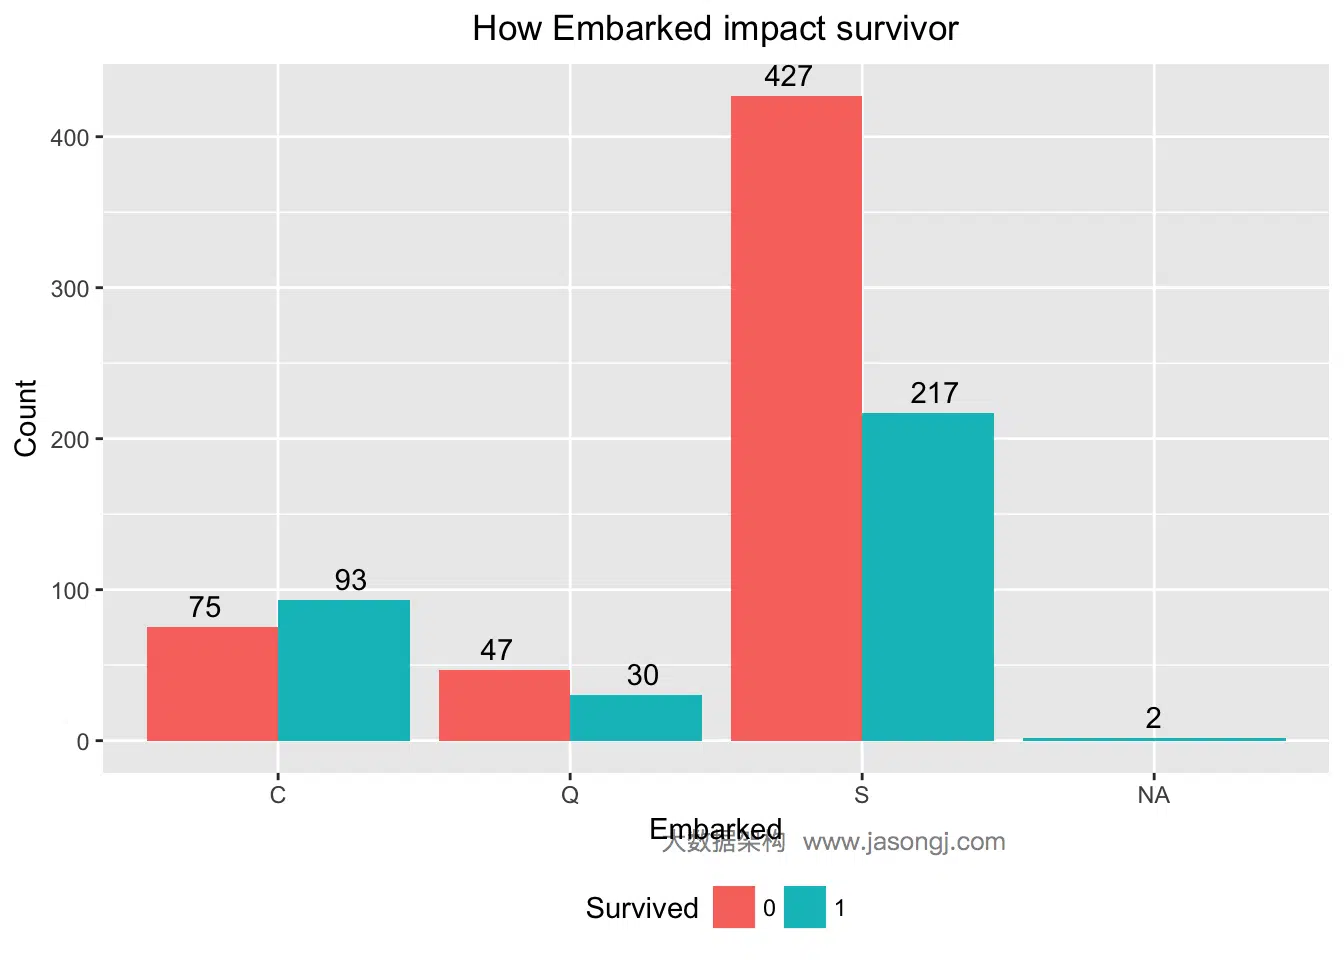 How Embarked impact survivor
427
400
300
Count
217
200
93
100
75
47
30
2
0
C Q S NA
Embarked
大数据架构 www.jasongj.com
Survived 0 1